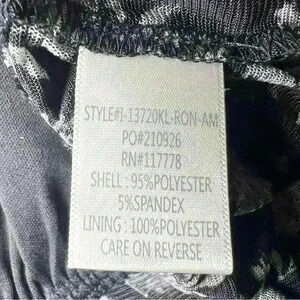 STYLE#I-13720KL-RON-AM
PO#210926
RN#117778
SHELL : 95%POLYESTER
5%SPANDEX
LINING : 100%POLYESTER
CARE ON REVERSE